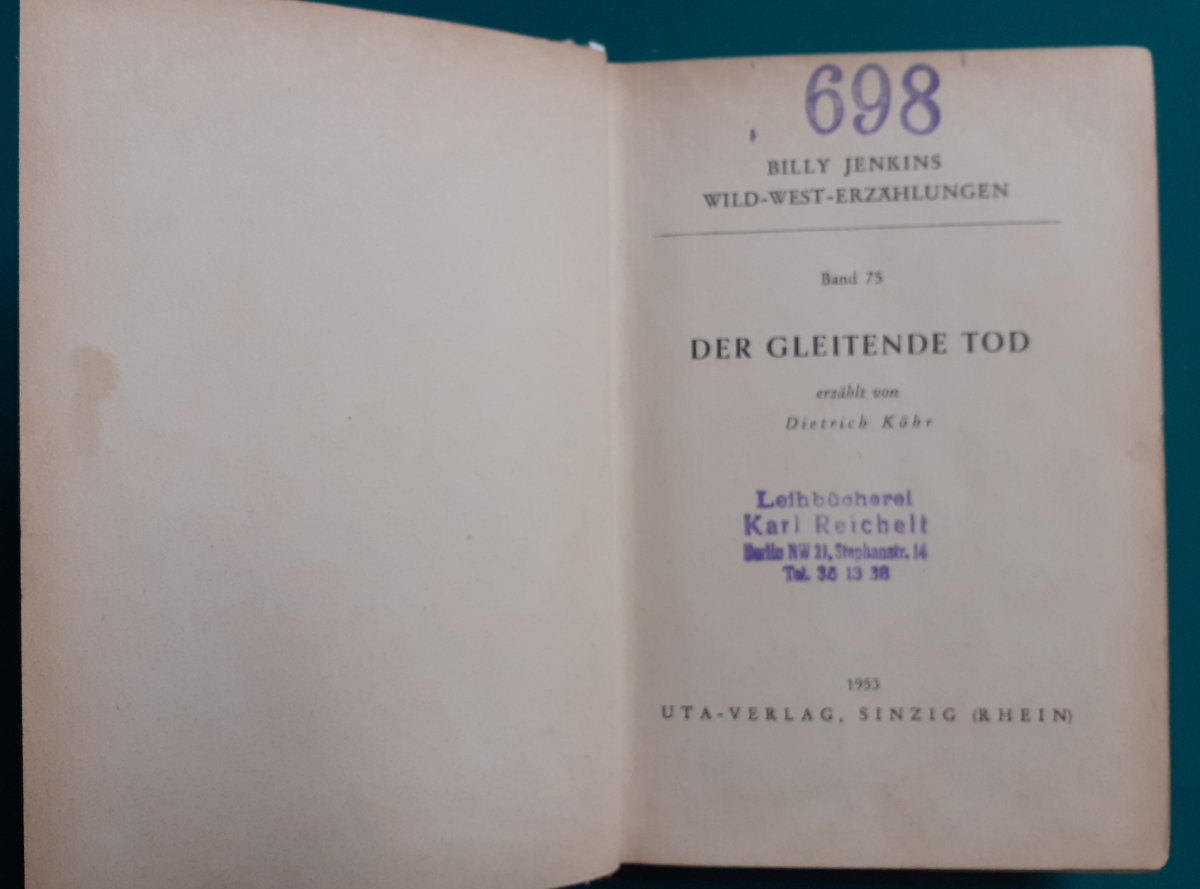 698
BILLY JENKINS
WILD-WEST-ERZÄHLUNGEN
Band 75
DER GLEITENDE TOD
erzählt von
Dietrich Kühr
Leihbücherei
Karl Reichelt
Berlin NW 21, Stephanstr. 14
Tel. 35 13 38
1953
UTA-VERLAG, SINZIG (RHEIN)